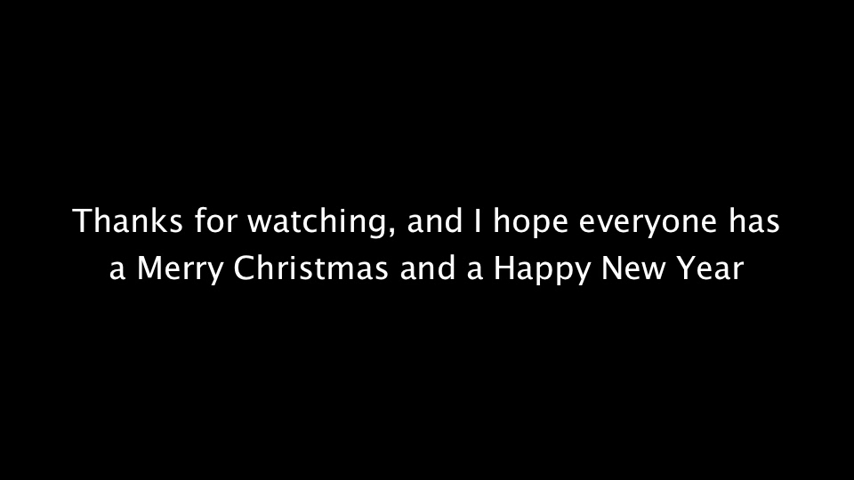 Thanks for watching, and I hope everyone has
a Merry Christmas and a Happy New Year